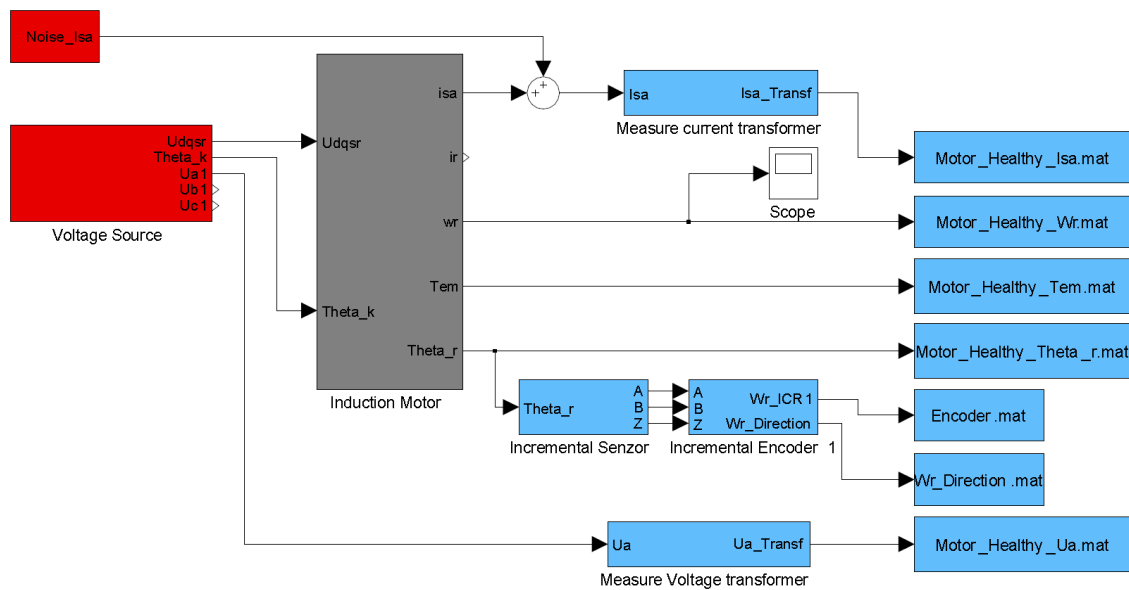 Noise_Isa
Udqsr
Theta_k
Ua1
Ub1
Uc1
Voltage Source
Udqsr
Theta_k
isa
ir
wr
Tem
Theta_r
Induction Motor
+
+
Isa
Isa_Transf
Measure current transformer
Scope
Motor_Healthy_Isa.mat
Motor_Healthy_Wr.mat
Motor_Healthy_Tem.mat
Motor_Healthy_Theta_r.mat
Theta_r
A
B
Z
Incremental Senzor
A
B
Z
Wr_ICR1
Wr_Direction
Incremental Encoder 1
Encoder.mat
Wr_Direction.mat
Ua
Ua_Transf
Measure Voltage transformer
Motor_Healthy_Ua.mat